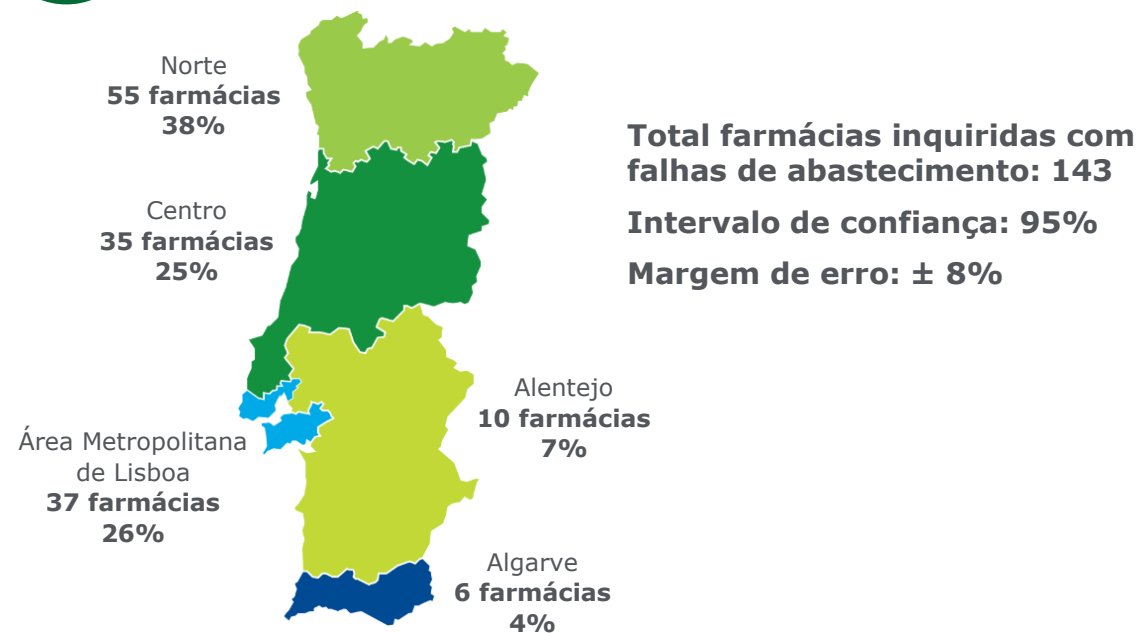 Norte
55 farmácias
38%
Total farmácias inquiridas com
falhas de abastecimento: 143
Intervalo de confiança: 95%
Margem de erro: ± 8%
Centro
35 farmácias
25%
Alentejo
10 farmácias
7%
Área Metropolitana
de Lisboa
37 farmácias
26%
Algarve
6 farmácias
4%